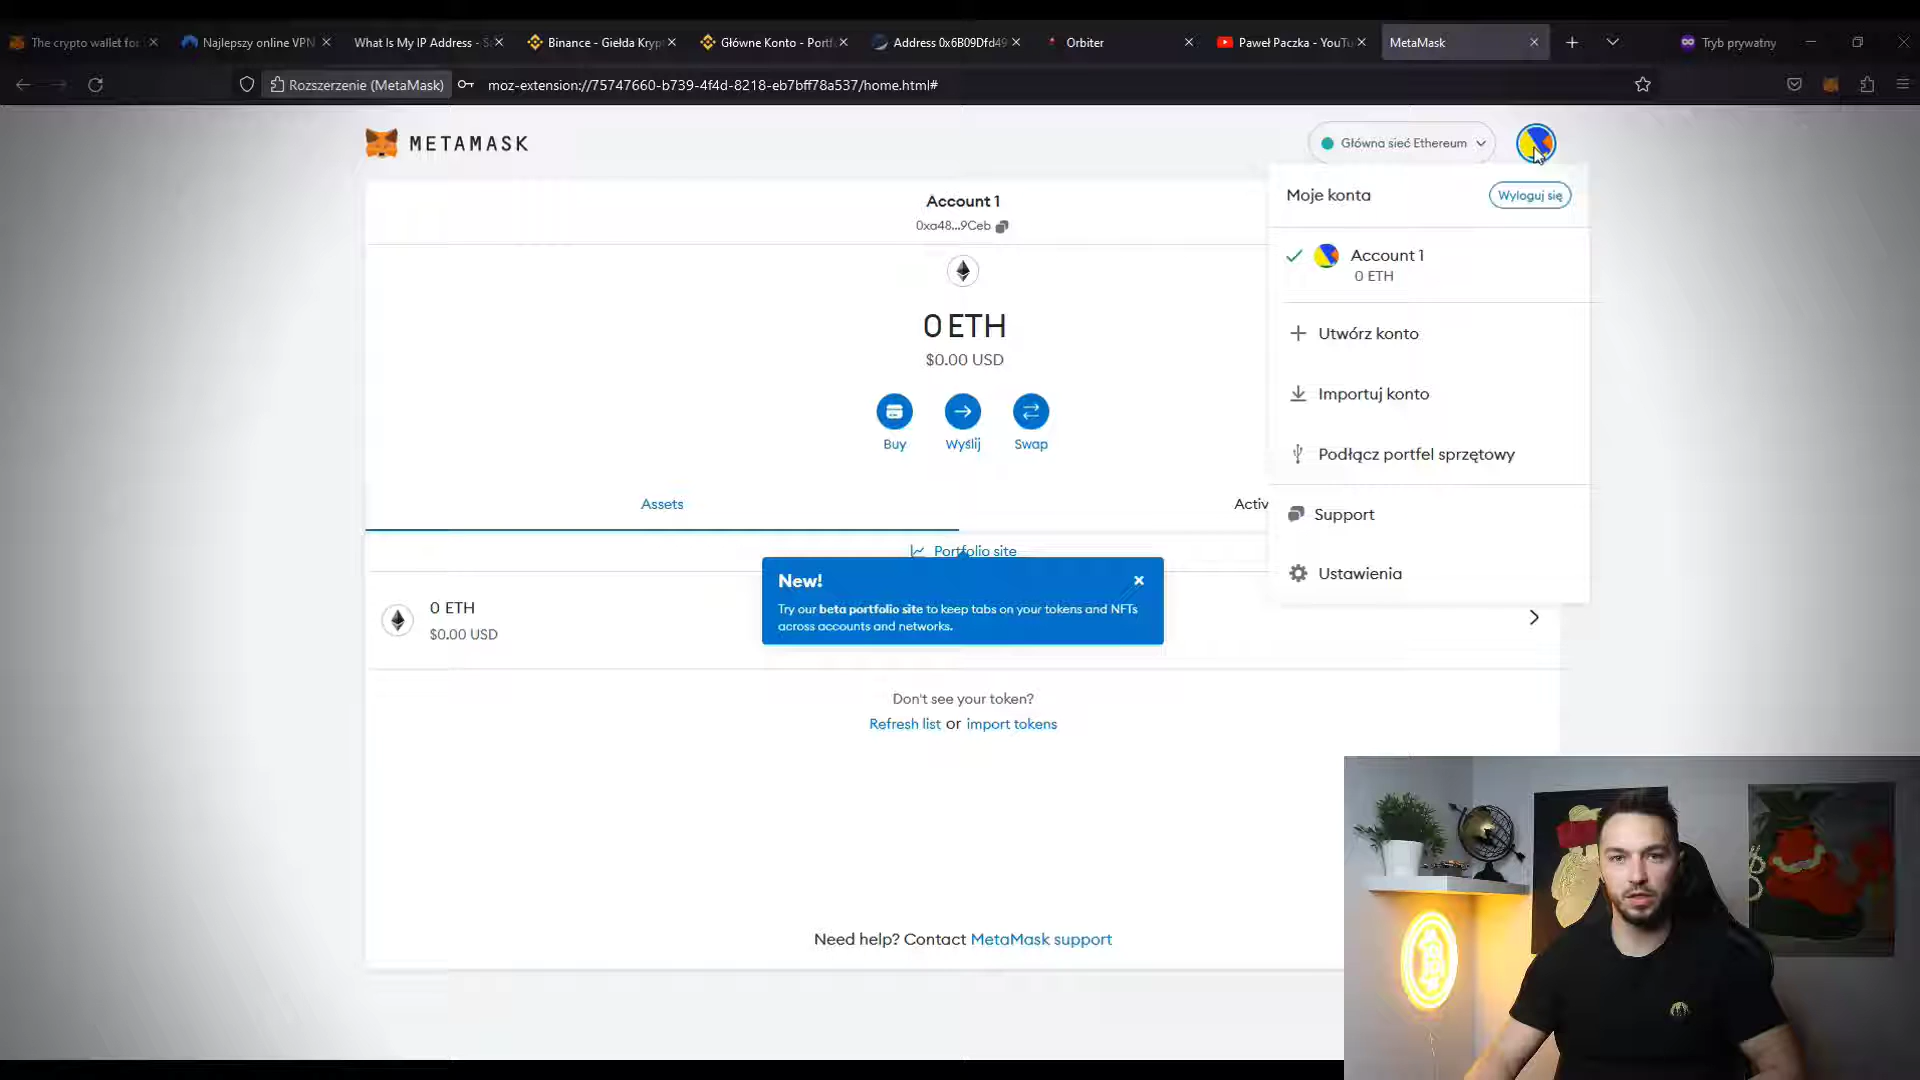 The crypto wallet for
Najlepszy online VPN
What Is My IP Address - S
Binance - Giełda Kryp
Główne Konto - Portf
Address 0x6B09Dfd49
Orbiter
Paweł Paczka - YouTu
MetaMask
Tryb prywatny
Rozszerzenie (MetaMask)
moz-extension://75747660-b739-4f4d-8218-eb7bff78a537/home.html#
METAMASK
Główna sieć Ethereum
Moje konta
Wyloguj się
Account 1
0 ETH
Utwórz konto
Importuj konto
Podłącz portfel sprzętowy
Support
Ustawienia
Account 1
0xa48...9Ceb
0 ETH
$0.00 USD
Buy
Wyślij
Swap
Assets
Activ
Portfolio site
New!
Try our beta portfolio site to keep tabs on your tokens and NFTs
across accounts and networks.
0 ETH
$0.00 USD
Don't see your token?
Refresh list or import tokens
Need help? Contact MetaMask support